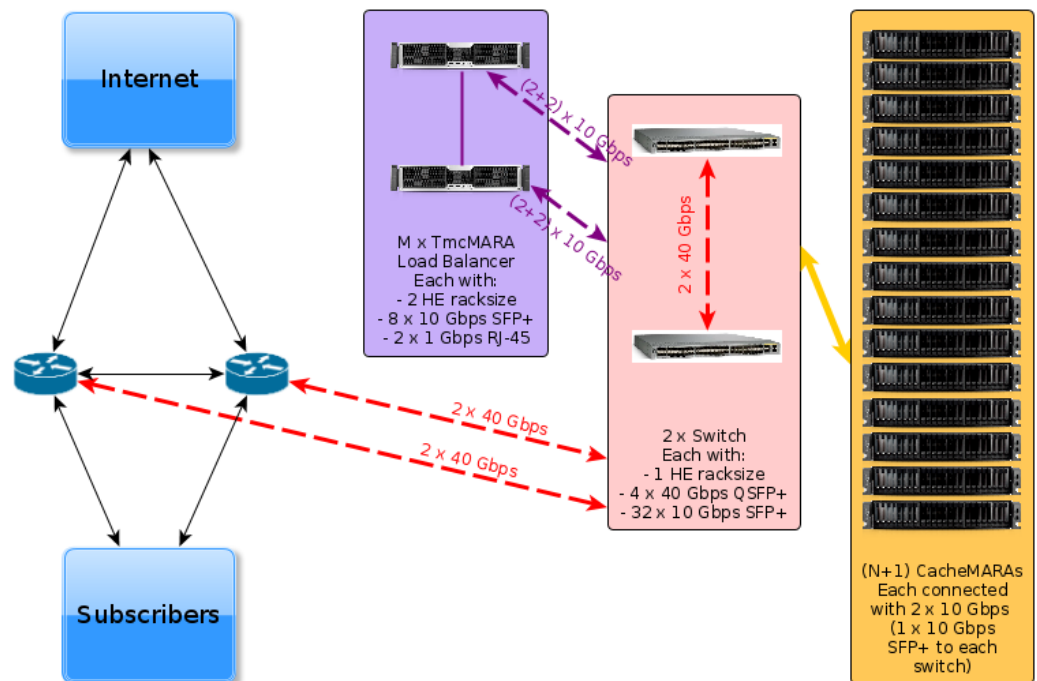 Internet
Subscribers
M x TmcMARA
Load Balancer
Each with:
- 2 HE racksize
- 8 x 10 Gbps SFP+
- 2 x 1 Gbps RJ-45
(2+2) x 10 Gbps
(2+2) x 10 Gbps
2 x 40 Gbps
2 x 40 Gbps
2 x 40 Gbps
2 x Switch
Each with:
- 1 HE racksize
- 4 x 40 Gbps QSFP+
- 32 x 10 Gbps SFP+
(N+1) CacheMARAs
Each connected
with 2 x 10 Gbps
(1 x 10 Gbps
SFP+ to each
switch)